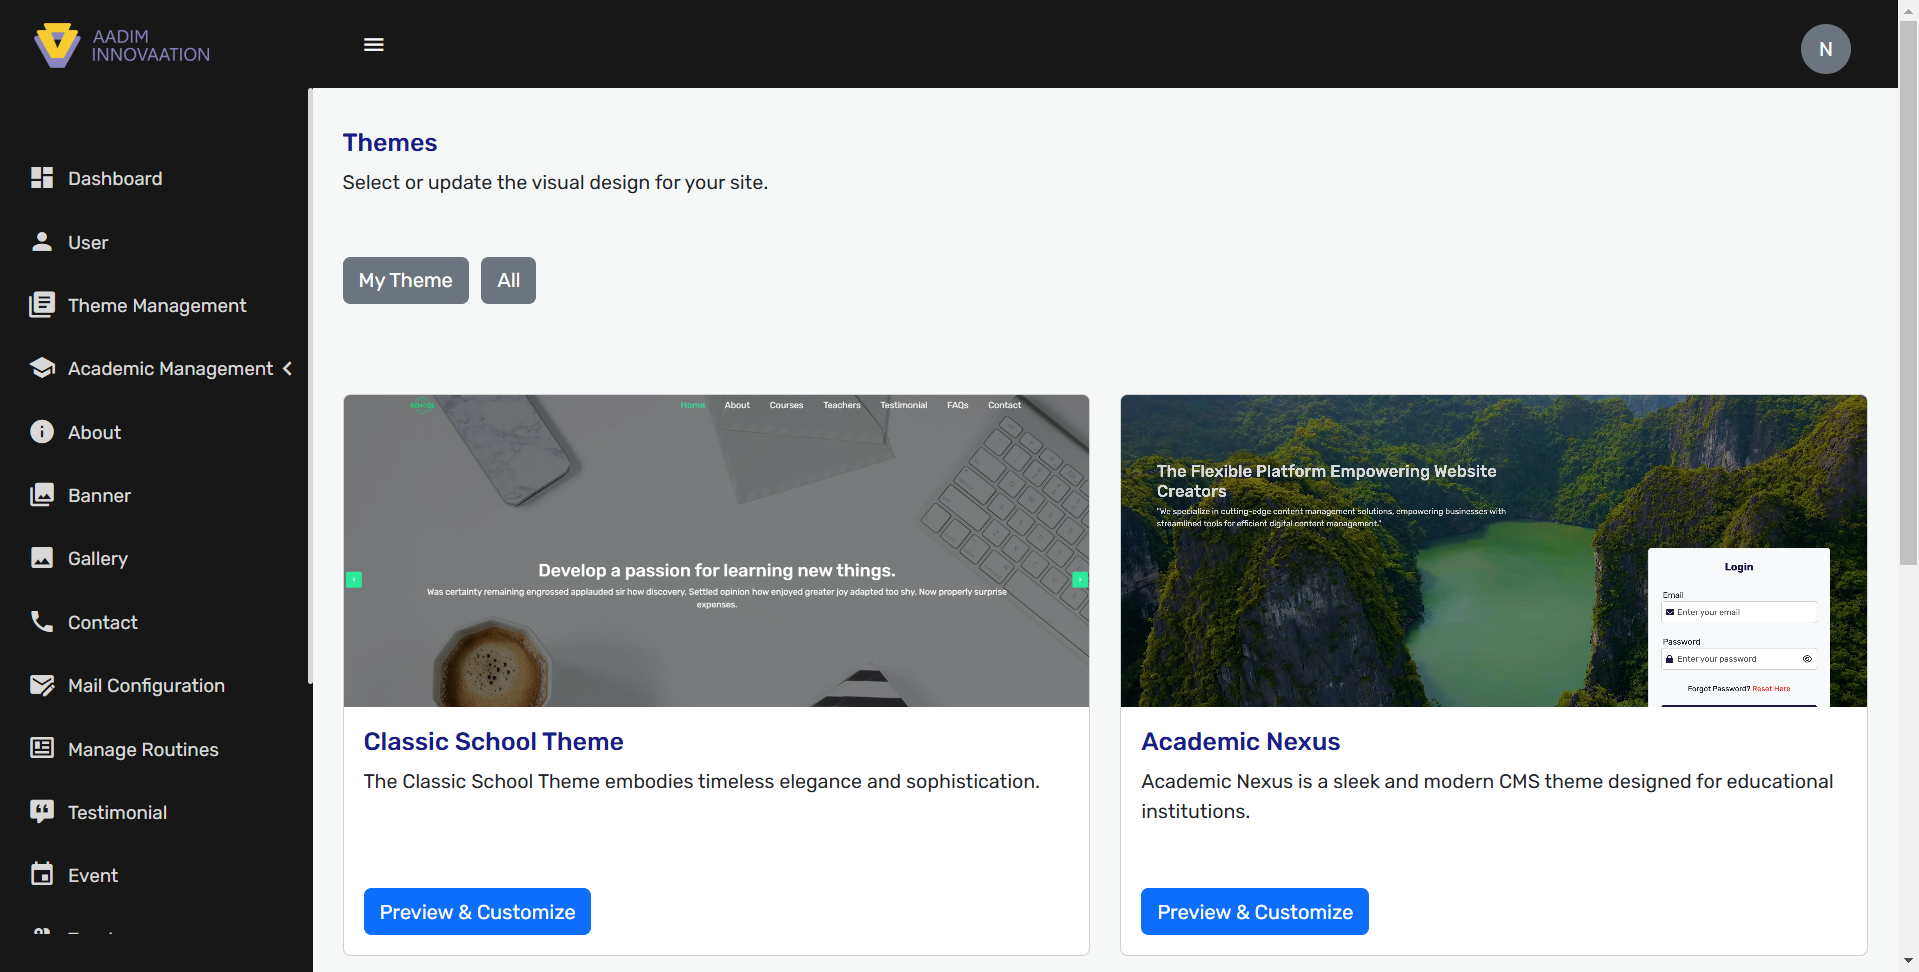 AADIM
INNOVAATION
N
Dashboard
User
Theme Management
Academic Management
About
Banner
Gallery
Contact
Mail Configuration
Manage Routines
Testimonial
Event
Themes
Select or update the visual design for your site.
My Theme
All
SCHOOL
Home
About
Courses
Teachers
Testimonial
FAQs
Contact
Develop a passion for learning new things.
Was certainty remaining engrossed applauded sir how discovery. Settled opinion how enjoyed greater joy adapted too shy. Now properly surprise
expenses.
Classic School Theme
The Classic School Theme embodies timeless elegance and sophistication.
Preview & Customize
The Flexible Platform Empowering Website
Creators
"We specialize in cutting-edge content management solutions, empowering businesses with
streamlined tools for efficient digital content management."
Login
Email
Enter your email
Password
Enter your password
Forgot Password? Reset Here
Academic Nexus
Academic Nexus is a sleek and modern CMS theme designed for educational
institutions.
Preview & Customize